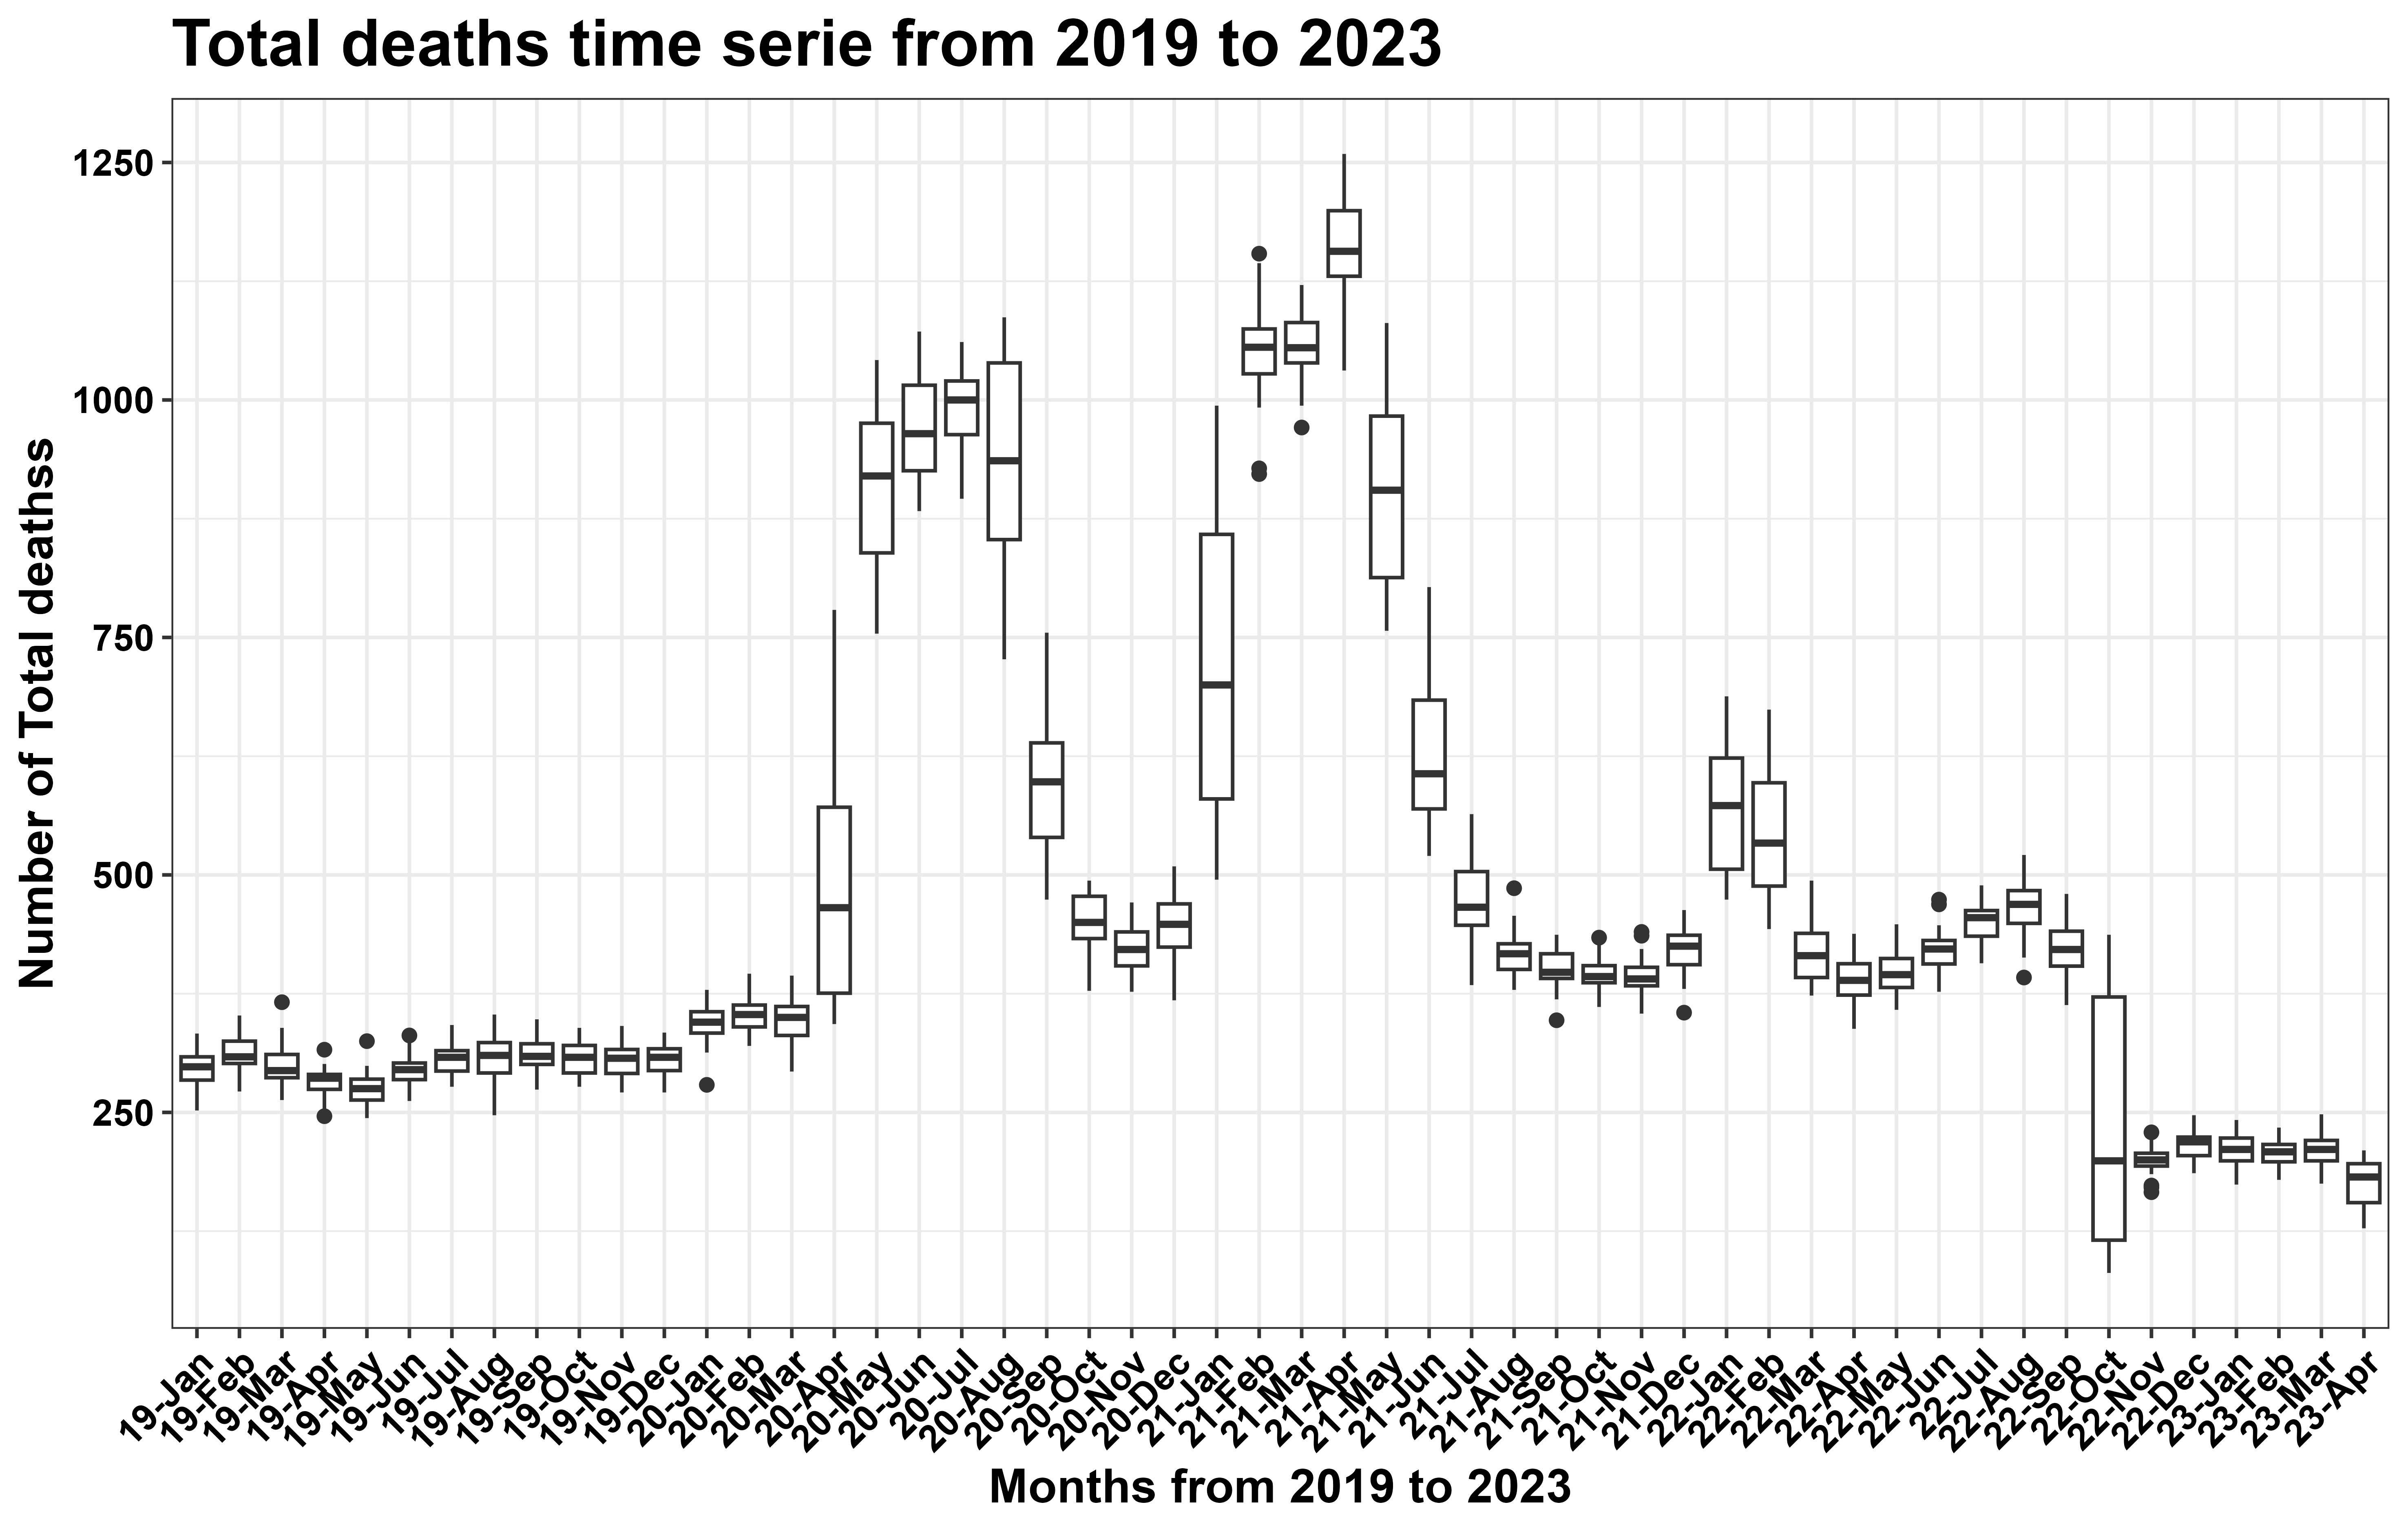 Total deaths time serie from 2019 to 2023
Number of Total deathss
1250
1000
750
500
250
19-Jan
19-Feb
19-Mar
19-Apr
19-May
19-Jun
19-Jul
19-Aug
19-Sep
19-Oct
19-Nov
19-Dec
20-Jan
20-Feb
20-Mar
20-Apr
20-May
20-Jun
20-Jul
20-Aug
20-Sep
20-Oct
20-Nov
20-Dec
21-Jan
21-Feb
21-Mar
21-Apr
21-May
21-Jun
21-Jul
21-Aug
21-Sep
21-Oct
21-Nov
21-Dec
22-Jan
22-Feb
22-Mar
22-Apr
22-May
22-Jun
22-Jul
22-Aug
22-Sep
22-Oct
22-Nov
22-Dec
23-Jan
23-Feb
23-Mar
23-Apr
Months from 2019 to 2023